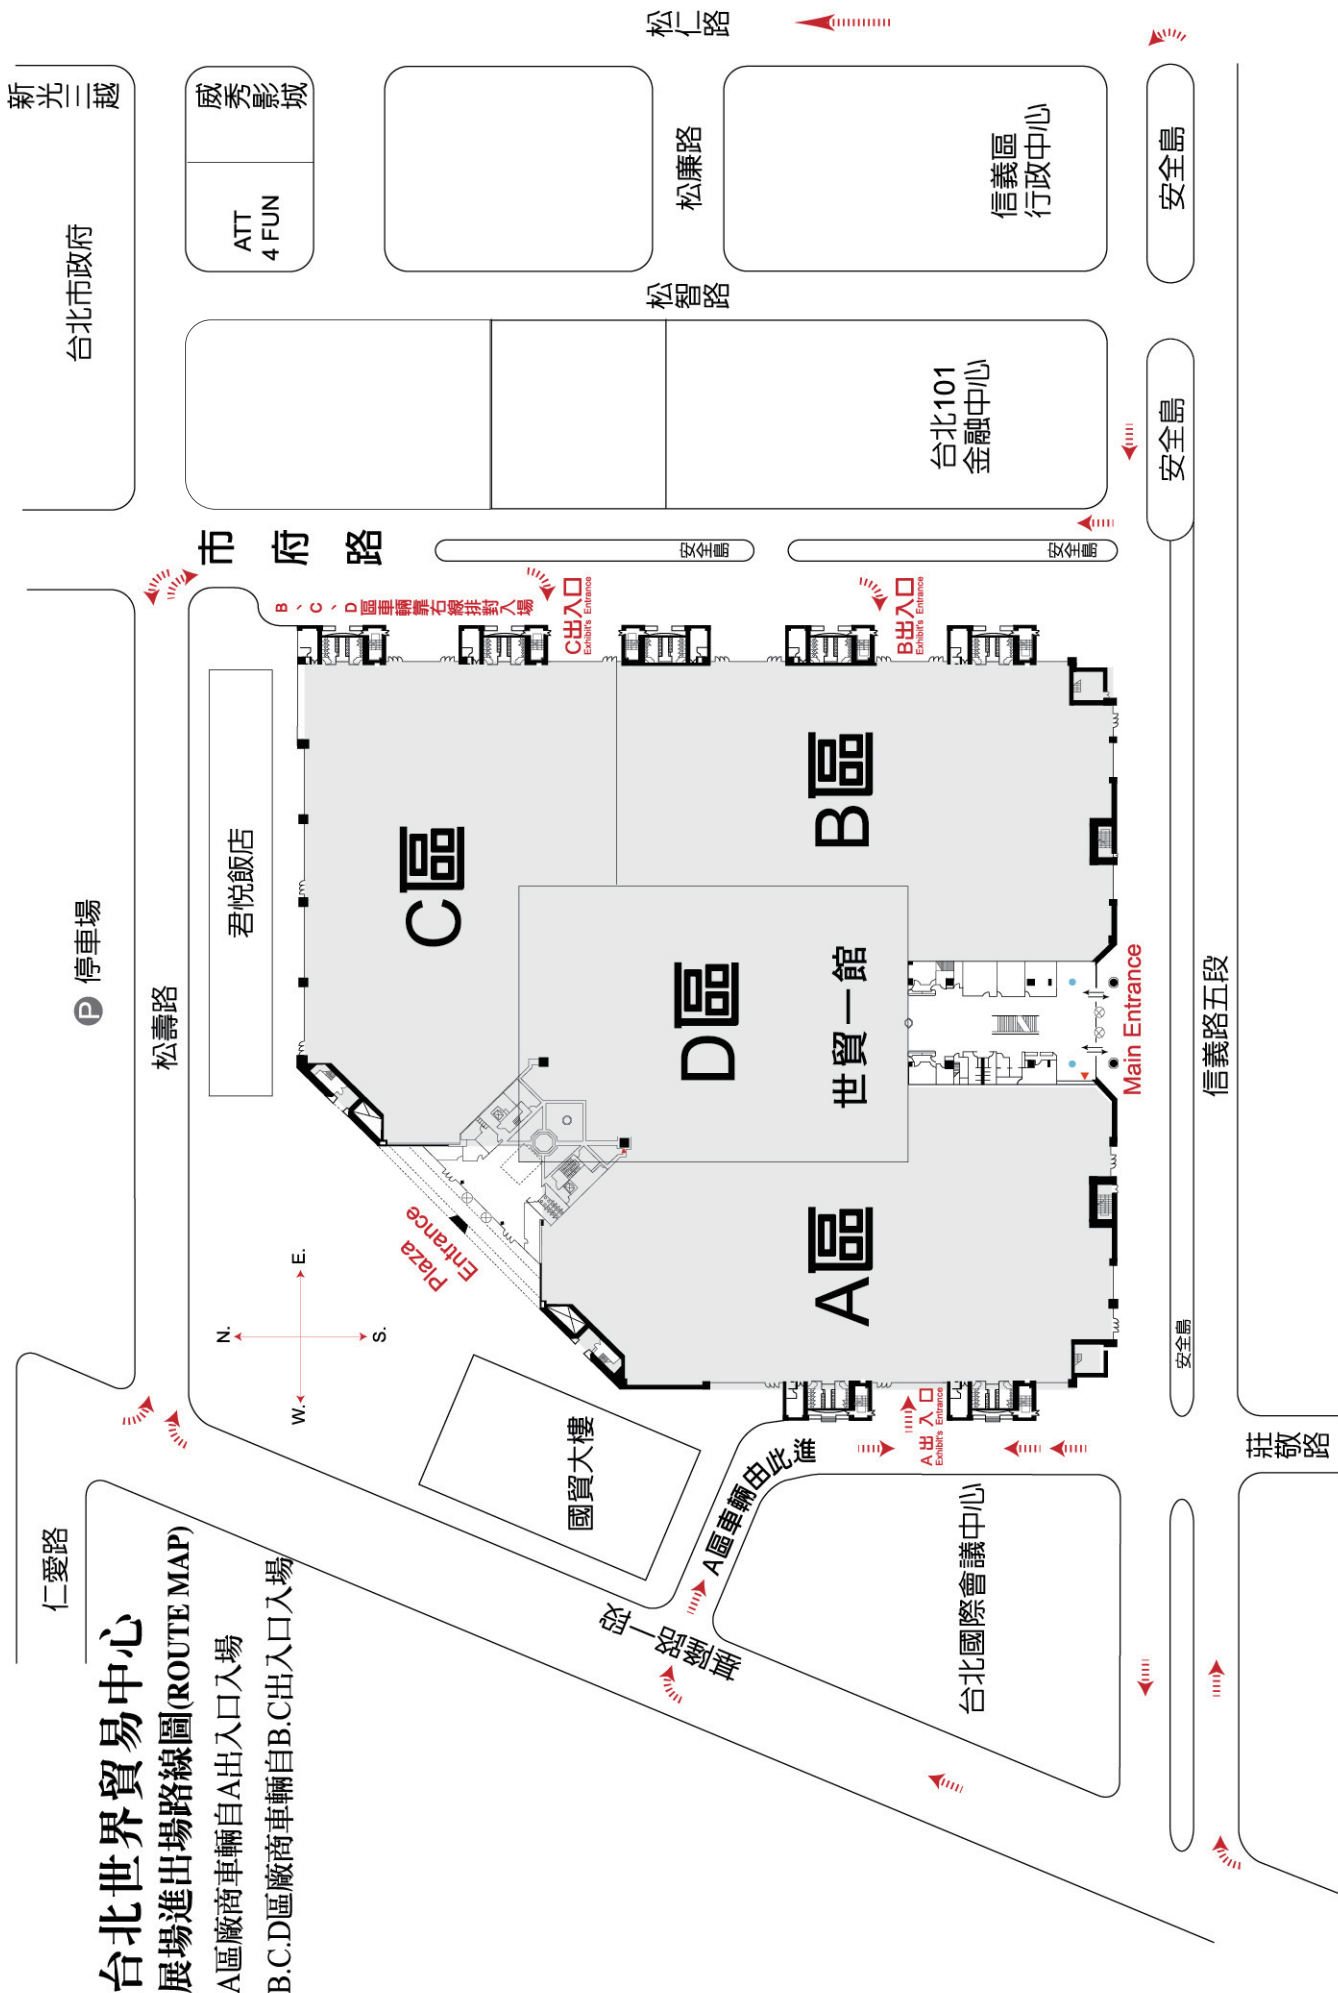 台北世界貿易中心
展場進出場路線圖(ROUTE MAP)
A區廠商車輛自A出入口入場
B.C.D區廠商車輛自B.C出入口入場
仁愛路
P 停車場
台北市政府
新光三越
松壽路
君悅飯店
ATT
4 FUN
威秀影城
N.
E.
S.
W.
市府路
B、C、D區車輛靠右線排對入場
Plaza
Entrance
C區
C出入口
Exhibit's Entrance
安全島
松智路
松廉路
松仁路
國貿大樓
基隆路一段
A區車輛由此進
D區
世貿一館
A區
B區
B出入口
Exhibit's Entrance
A出入口
Exhibit's Entrance
台北國際會議中心
台北101
金融中心
信義區
行政中心
安全島
Main Entrance
安全島
安全島
安全島
信義路五段
莊敬路